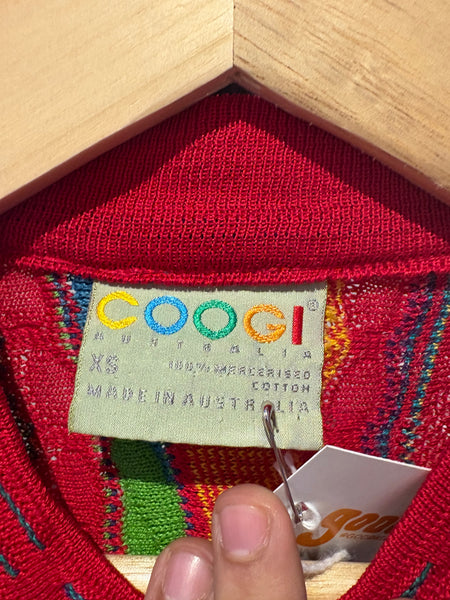 COOGI®
AUSTRALIA
XS 100% MERCERISED
COTTON
MADE IN AUSTRALIA